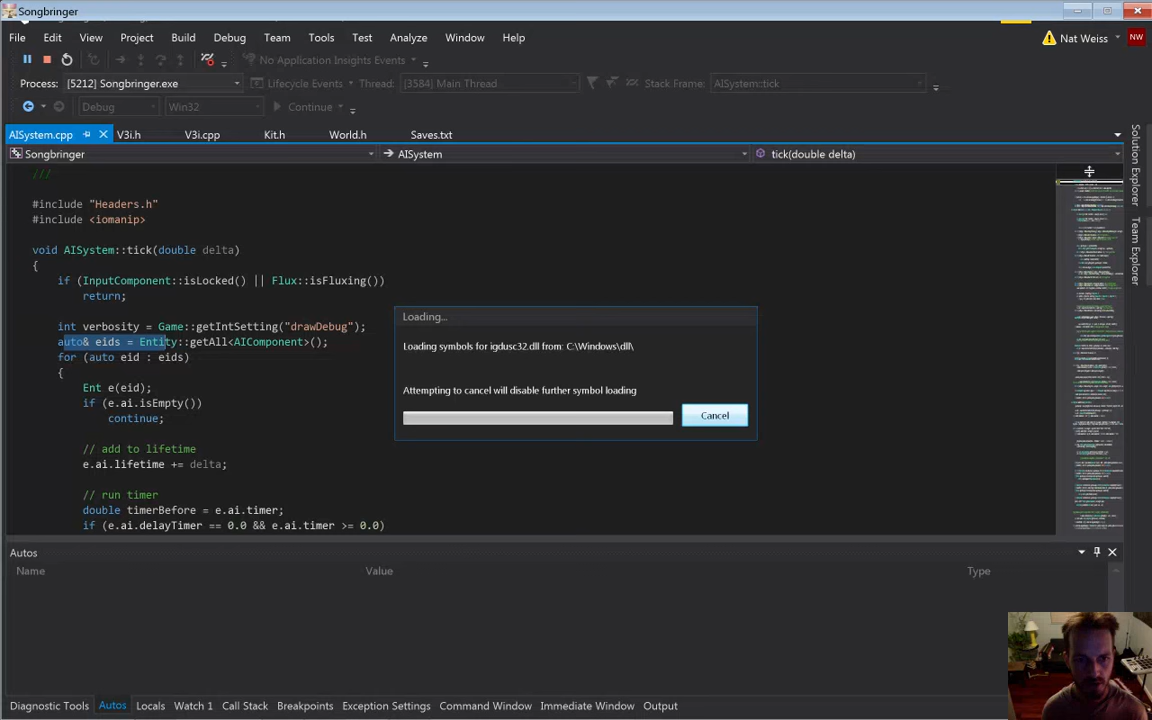 Songbringer
File Edit View Project Build Debug Team Tools Test Analyze Window Help
Nat Weiss NW
No Application Insights Events
Process: [5212] Songbringer.exe Lifecycle Events Thread: [3584] Main Thread Stack Frame: AISystem::tick
Debug Win32 Continue
AISystem.cpp V3i.h V3i.cpp Kit.h World.h Saves.txt
Songbringer AISystem tick(double delta)
///
#include "Headers.h"
#include <iomanip>
void AISystem::tick(double delta)
{
if (InputComponent::isLocked() || Flux::isFluxing())
return;
int verbosity = Game::getIntSetting("drawDebug");
auto& eids = Entity::getAll<AIComponent>();
for (auto eid : eids)
{
Ent e(eid);
if (e.ai.isEmpty())
continue;
// add to lifetime
e.ai.lifetime += delta;
// run timer
double timerBefore = e.ai.timer;
if (e.ai.delayTimer == 0.0 && e.ai.timer >= 0.0)
Loading...
Loading symbols for igdusc32.dll from: C:\Windows\dll\
Attempting to cancel will disable further symbol loading
Cancel
Solution Explorer
Team Explorer
Autos
Name Value Type
Diagnostic Tools Autos Locals Watch 1 Call Stack Breakpoints Exception Settings Command Window Immediate Window Output